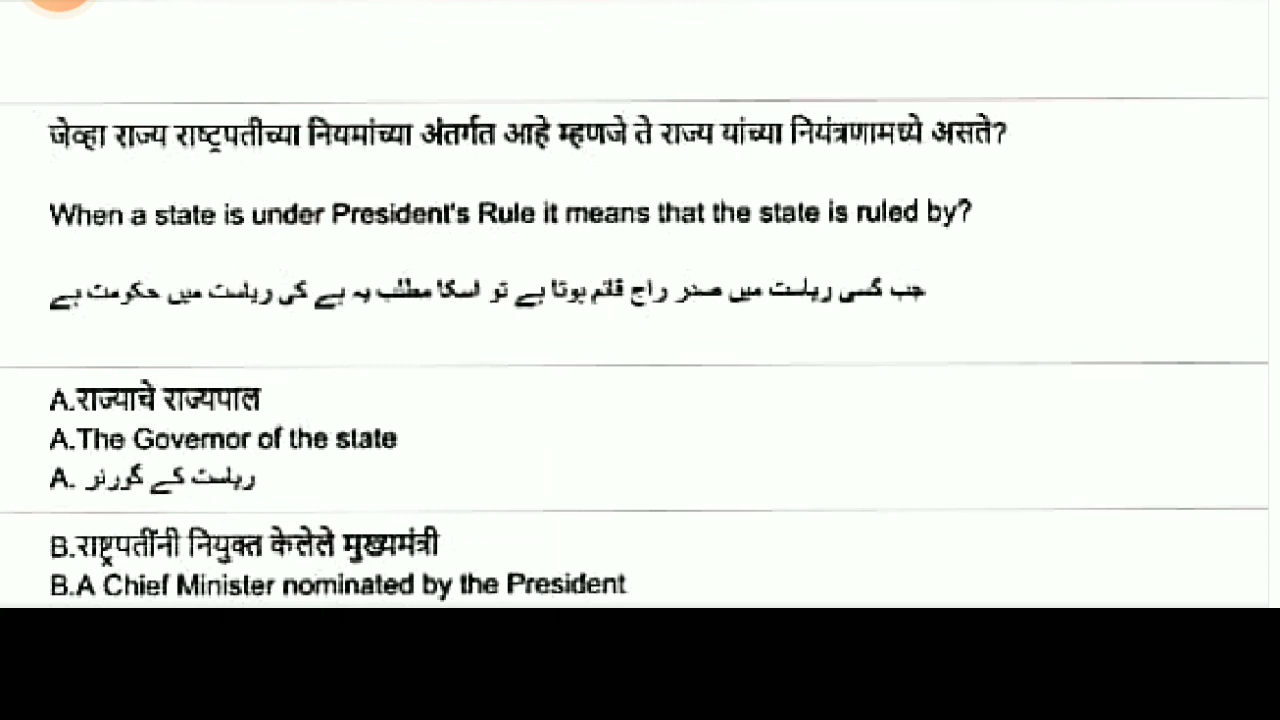 जेव्हा राज्य राष्ट्रपतीच्या नियमांच्या अंतर्गत आहे म्हणजे ते राज्य यांच्या नियंत्रणामध्ये असते?
When a state is under President's Rule it means that the state is ruled by?
جب کسی ریاست میں صدر راج قائم ہوتا ہے تو اسکا مطلب یہ ہے کی ریاست میں حکومت ہے
A.राज्याचे राज्यपाल
A.The Governor of the state
A. ریاست کے گورنر
B.राष्ट्रपतींनी नियुक्त केलेले मुख्यमंत्री
B.A Chief Minister nominated by the President